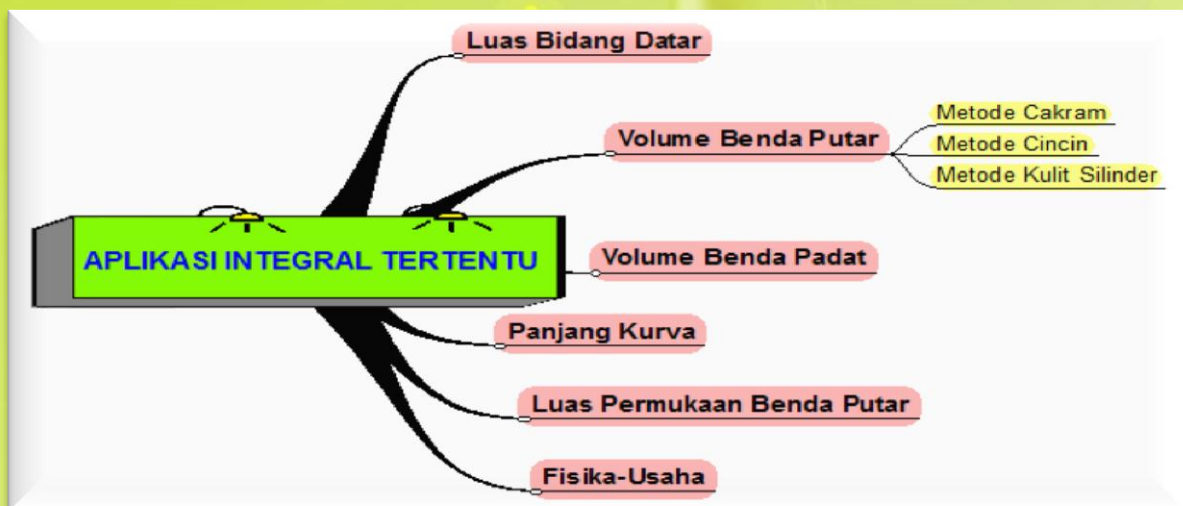 Luas Bidang Datar
Volume Benda Putar
Metode Cakram
Metode Cincin
Metode Kulit Silinder
APLIKASI INTEGRAL TERTENTU
Volume Benda Padat
Panjang Kurva
Luas Permukaan Benda Putar
Fisika-Usaha